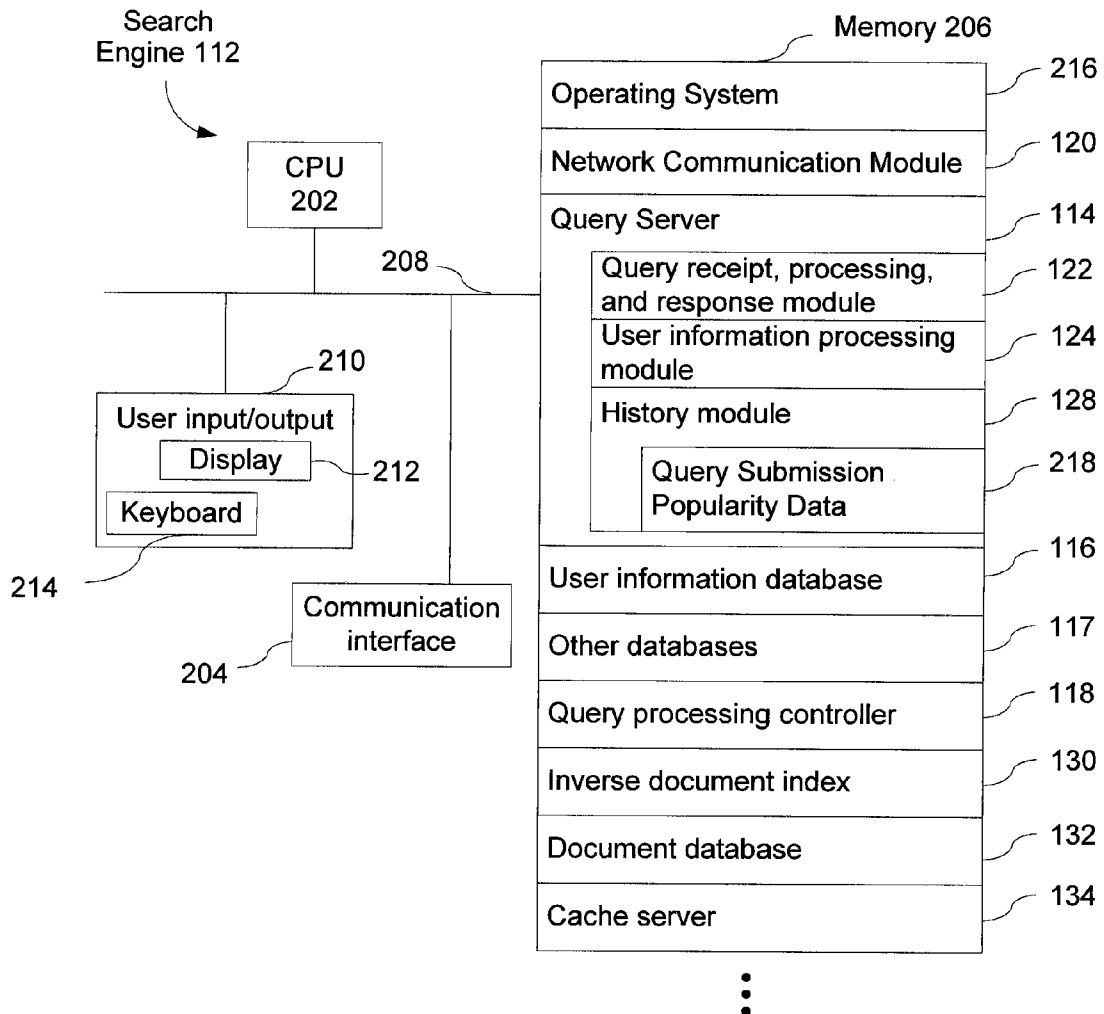 Search
Engine 112
Memory 206
Operating System
216
Network Communication Module
120
CPU
202
Query Server
114
208
Query receipt, processing,
and response module
122
User information processing
module
124
210
User input/output
Display
212
Keyboard
214
History module
128
Query Submission
Popularity Data
218
Communication
interface
204
User information database
116
Other databases
117
Query processing controller
118
Inverse document index
130
Document database
132
Cache server
134